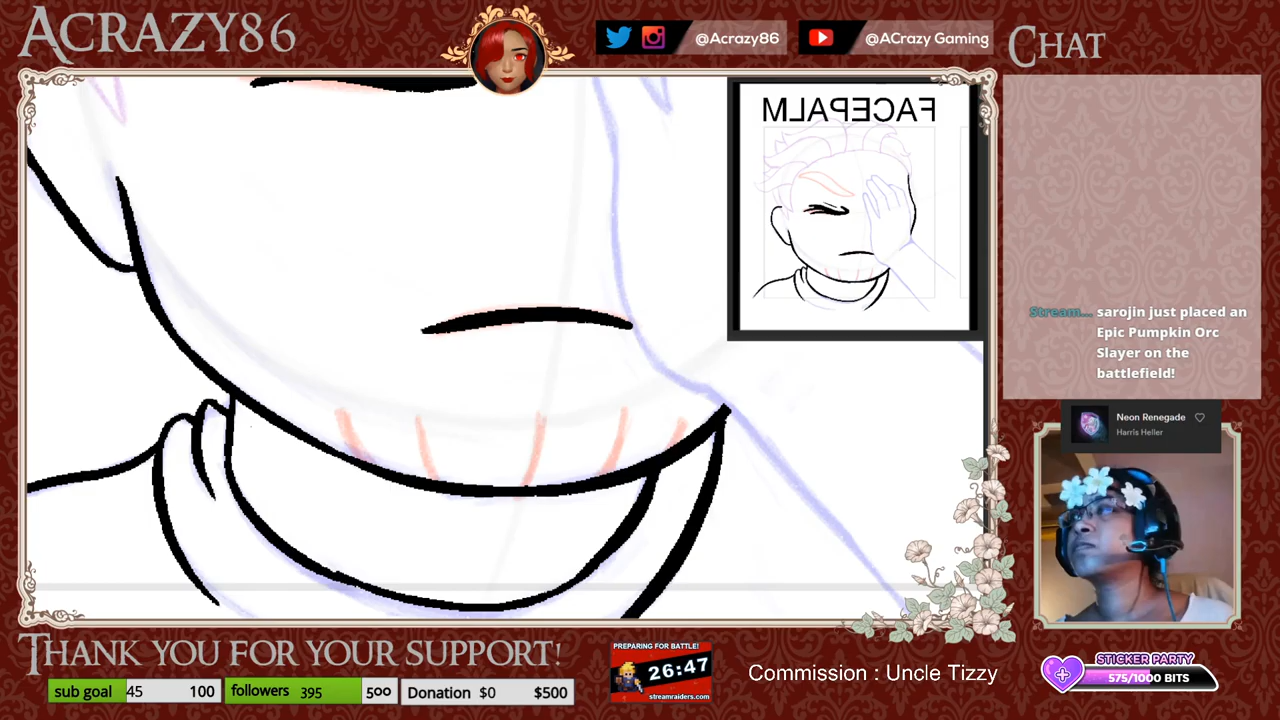 ACRAZY86
@Acrazy86
@ACrazy Gaming
CHAT
FACEPALM
Stream... sarojin just placed an
Epic Pumpkin Orc
Slayer on the
battlefield!
Neon Renegade
Harris Heller
THANK YOU FOR YOUR SUPPORT!
sub goal 45 100
followers 395 500
Donation $0 $500
PREPARING FOR BATTLE!
26:47
streamraiders.com
Commission : Uncle Tizzy
STICKER PARTY
575/1000 BITS